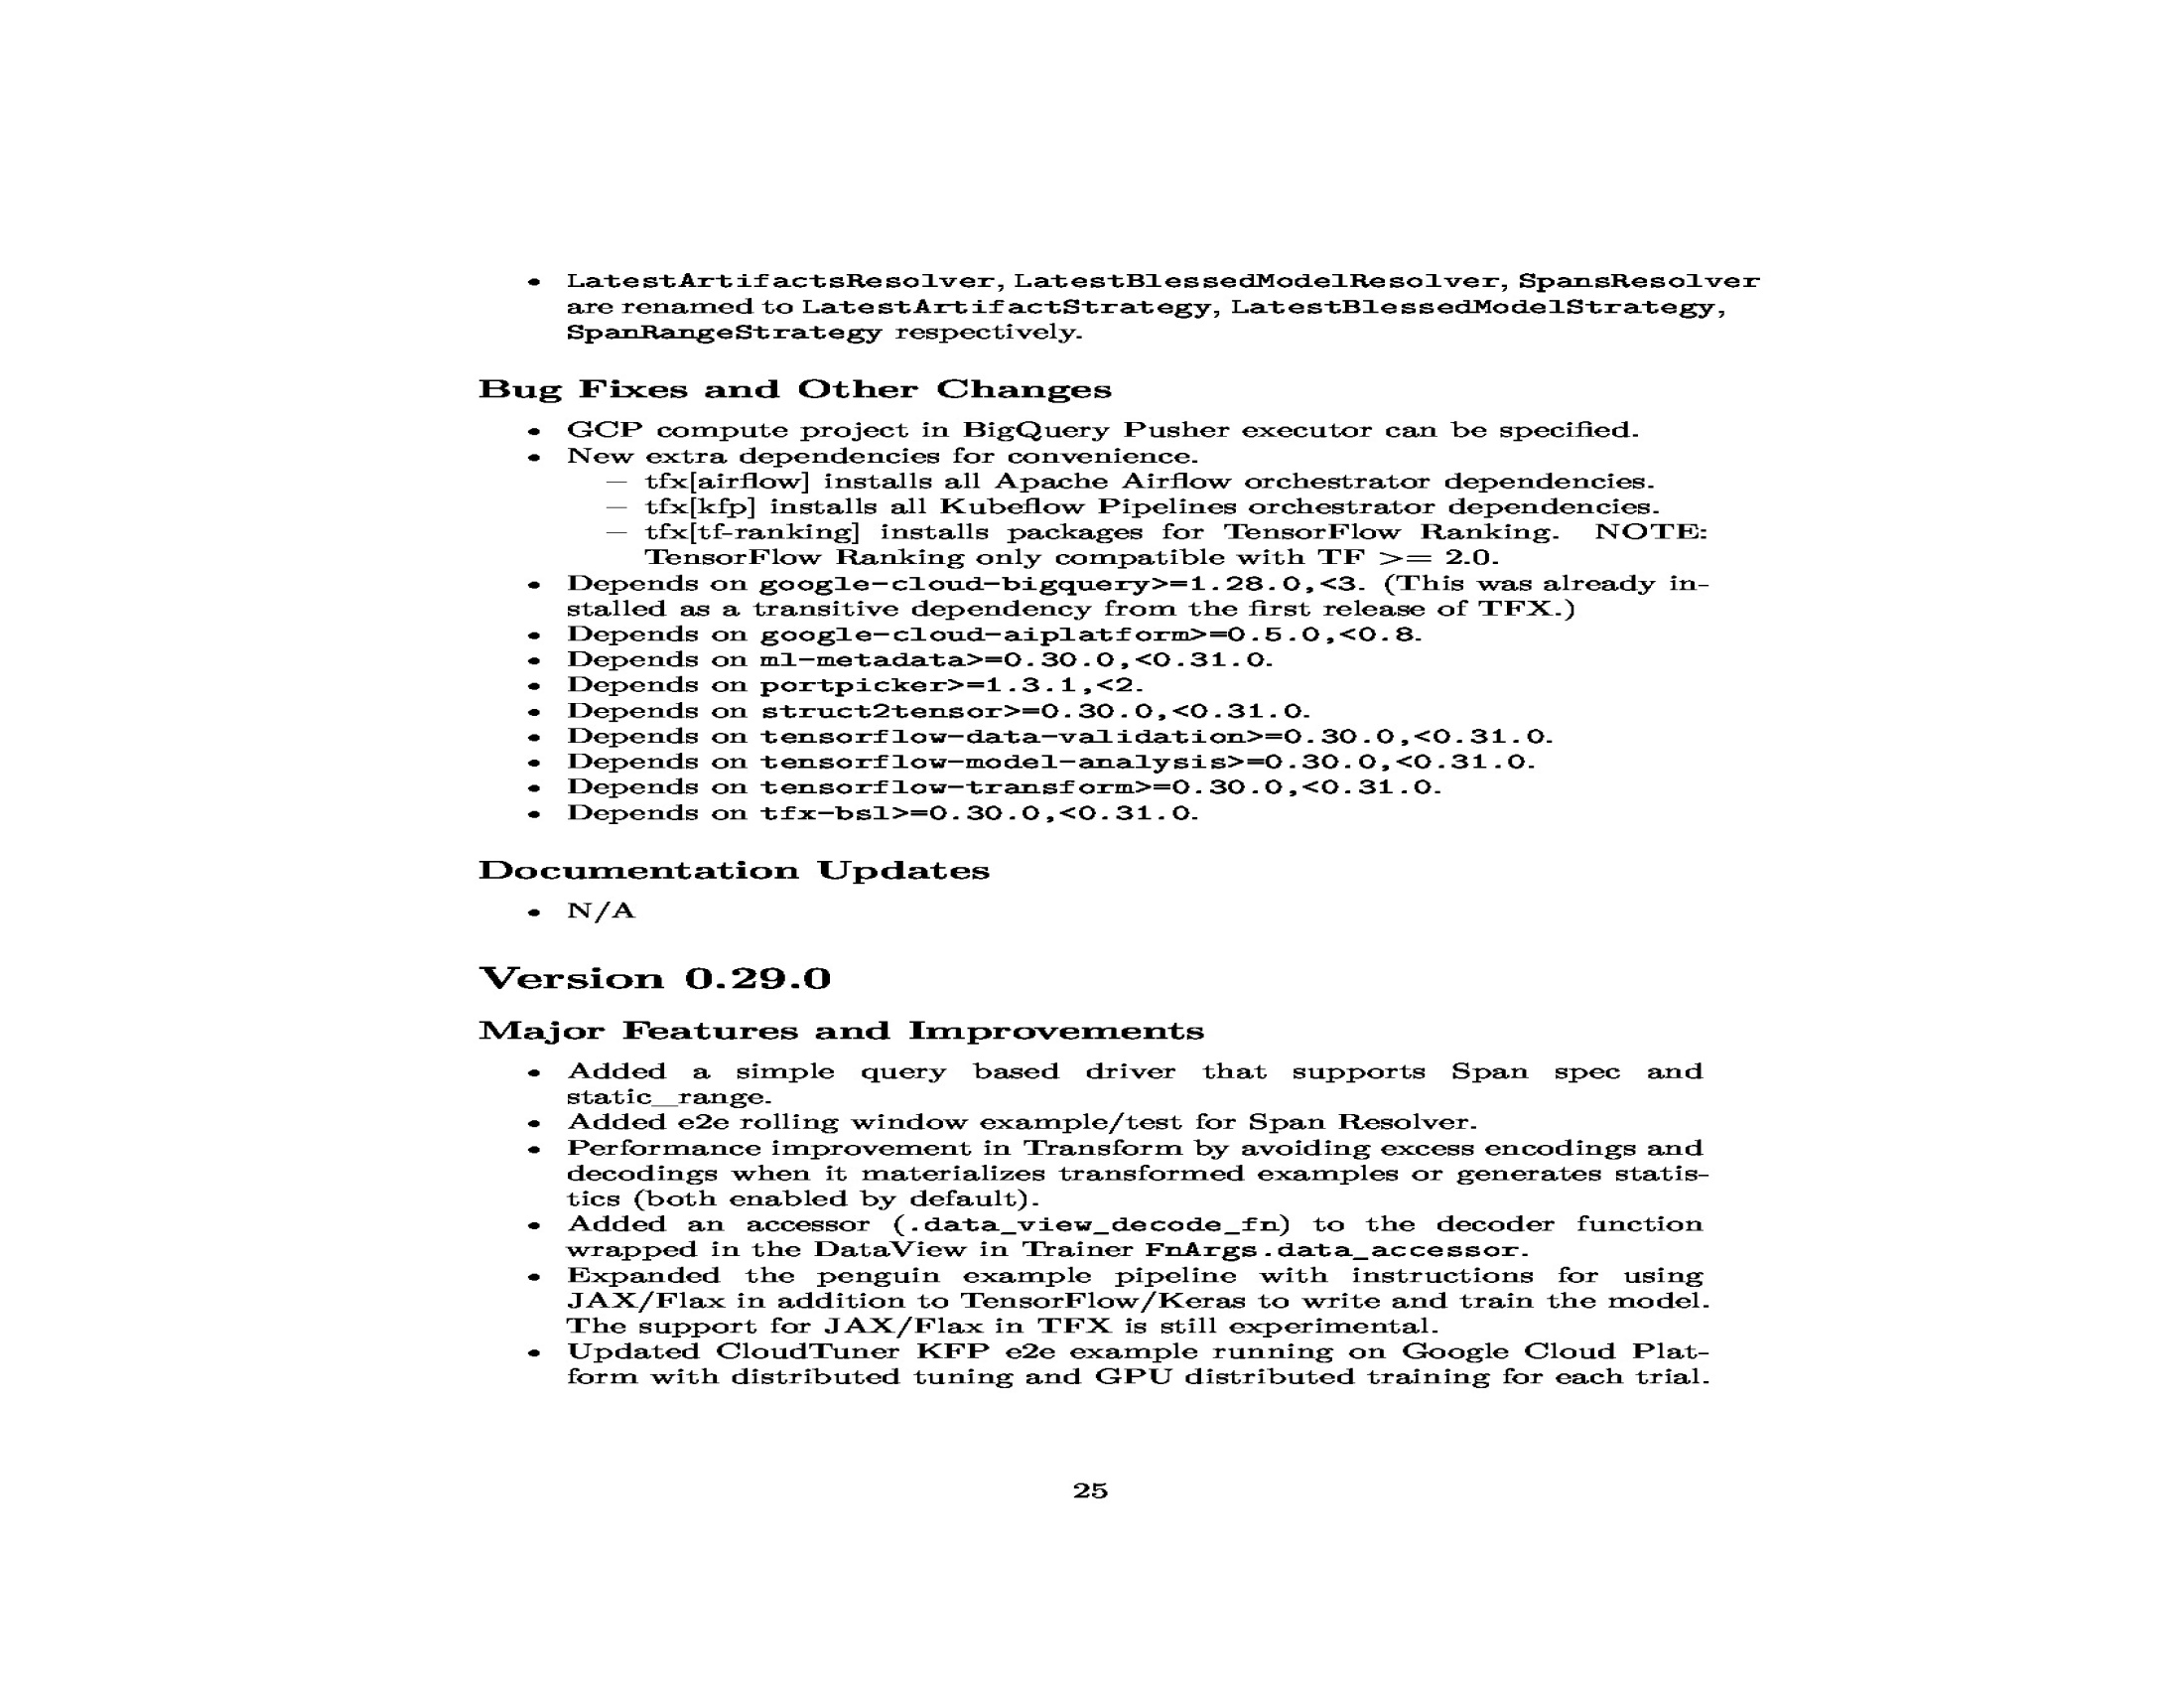 • LatestArtifactsResolver, LatestBlessedModelResolver, SpansResolver
are renamed to LatestArtifactStrategy, LatestBlessedModelStrategy,
SpanRangeStrategy respectively.
Bug Fixes and Other Changes
• GCP compute project in BigQuery Pusher executor can be specified.
• New extra dependencies for convenience.
– tfx[airflow] installs all Apache Airflow orchestrator dependencies.
– tfx[kfp] installs all Kubeflow Pipelines orchestrator dependencies.
– tfx[tf-ranking] installs packages for TensorFlow Ranking. NOTE:
TensorFlow Ranking only compatible with TF >= 2.0.
• Depends on google-cloud-bigquery>=1.28.0,<3. (This was already in-
stalled as a transitive dependency from the first release of TFX.)
• Depends on google-cloud-aiplatform>=0.5.0,<0.8.
• Depends on ml-metadata>=0.30.0,<0.31.0.
• Depends on portpicker>=1.3.1,<2.
• Depends on struct2tensor>=0.30.0,<0.31.0.
• Depends on tensorflow-data-validation>=0.30.0,<0.31.0.
• Depends on tensorflow-model-analysis>=0.30.0,<0.31.0.
• Depends on tensorflow-transform>=0.30.0,<0.31.0.
• Depends on tfx-bsl>=0.30.0,<0.31.0.
Documentation Updates
• N/A
Version 0.29.0
Major Features and Improvements
• Added a simple query based driver that supports Span spec and
static_range.
• Added e2e rolling window example/test for Span Resolver.
• Performance improvement in Transform by avoiding excess encodings and
decodings when it materializes transformed examples or generates statis-
tics (both enabled by default).
• Added an accessor (.data_view_decode_fn) to the decoder function
wrapped in the DataView in Trainer FnArgs.data_accessor.
• Expanded the penguin example pipeline with instructions for using
JAX/Flax in addition to TensorFlow/Keras to write and train the model.
The support for JAX/Flax in TFX is still experimental.
• Updated CloudTuner KFP e2e example running on Google Cloud Plat-
form with distributed tuning and GPU distributed training for each trial.
25